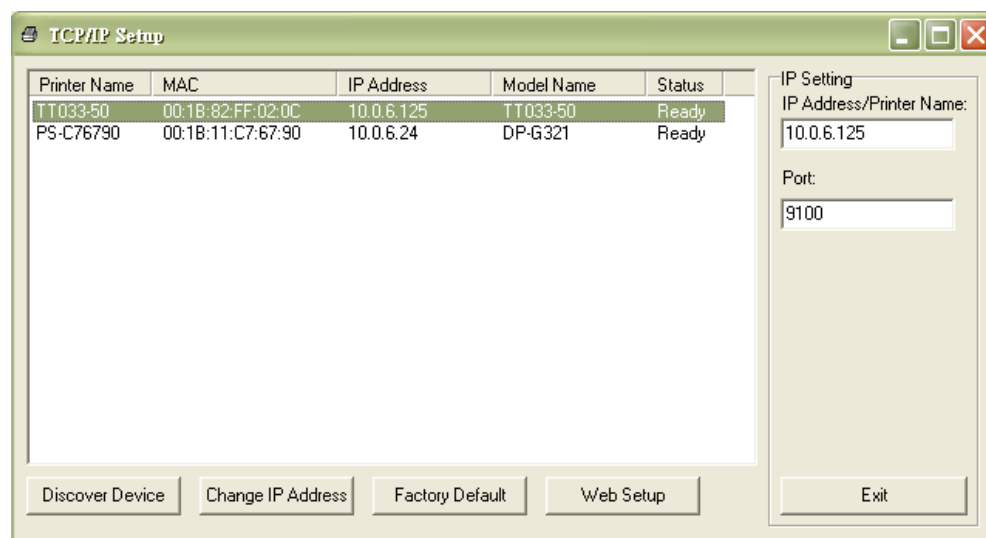 TCP/IP Setup
Printer Name MAC IP Address Model Name Status
TT033-50 00:1B:82:FF:02:0C 10.0.6.125 TT033-50 Ready
PS-C76790 00:1B:11:C7:67:90 10.0.6.24 DP-G321 Ready
IP Setting
IP Address/Printer Name:
10.0.6.125
Port:
9100
Discover Device Change IP Address Factory Default Web Setup Exit